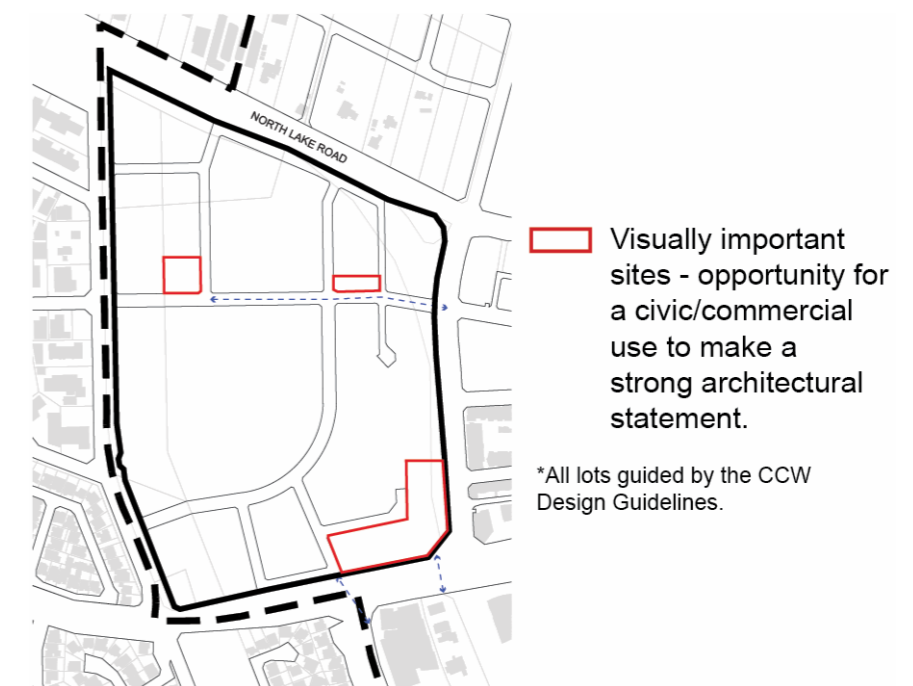 NORTH LAKE ROAD
Visually important
sites - opportunity for
a civic/commercial
use to make a
strong architectural
statement.
*All lots guided by the CCW
Design Guidelines.